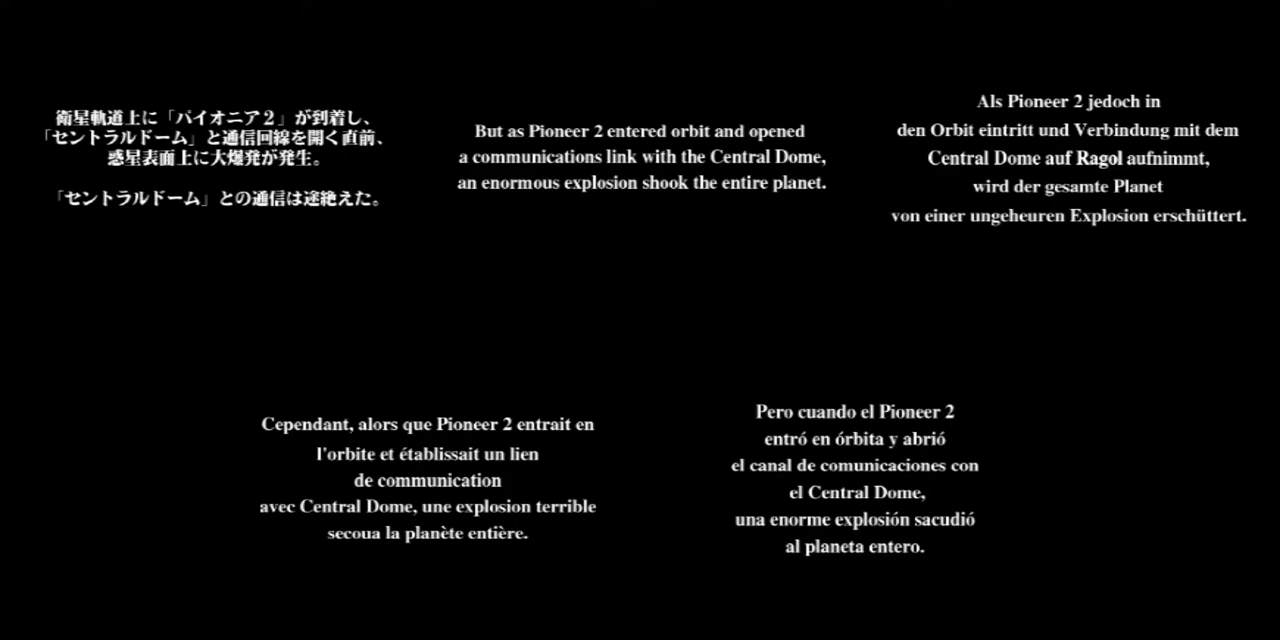 衛星軌道上に「パイオニア２」が到着し、
「セントラルドーム」と通信回線を開く直前、
惑星表面上に大爆発が発生。
「セントラルドーム」との通信は途絶えた。
But as Pioneer 2 entered orbit and opened
a communications link with the Central Dome,
an enormous explosion shook the entire planet.
Als Pioneer 2 jedoch in
den Orbit eintritt und Verbindung mit dem
Central Dome auf Ragol aufnimmt,
wird der gesamte Planet
von einer ungeheuren Explosion erschüttert.
Cependant, alors que Pioneer 2 entrait en
l'orbite et établissait un lien
de communication
avec Central Dome, une explosion terrible
secoua la planète entière.
Pero cuando el Pioneer 2
entró en órbita y abrió
el canal de comunicaciones con
el Central Dome,
una enorme explosión sacudió
al planeta entero.